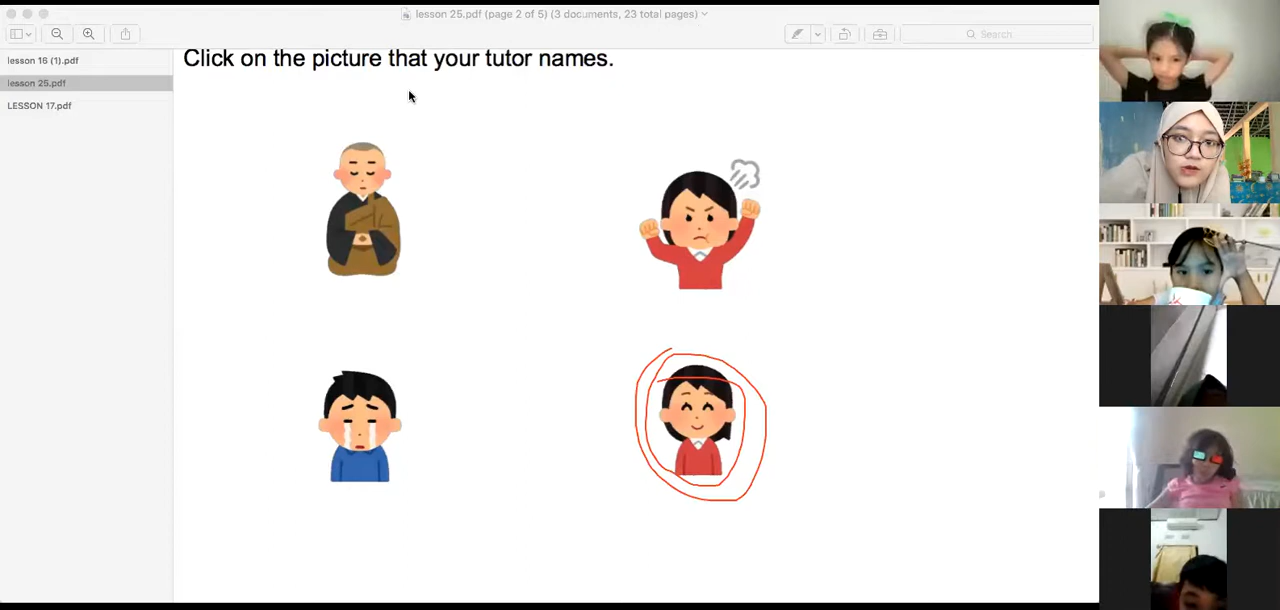 lesson 25.pdf (page 2 of 5) (3 documents, 23 total pages)
Search
lesson 16 (1).pdf
lesson 25.pdf
LESSON 17.pdf
Click on the picture that your tutor names.